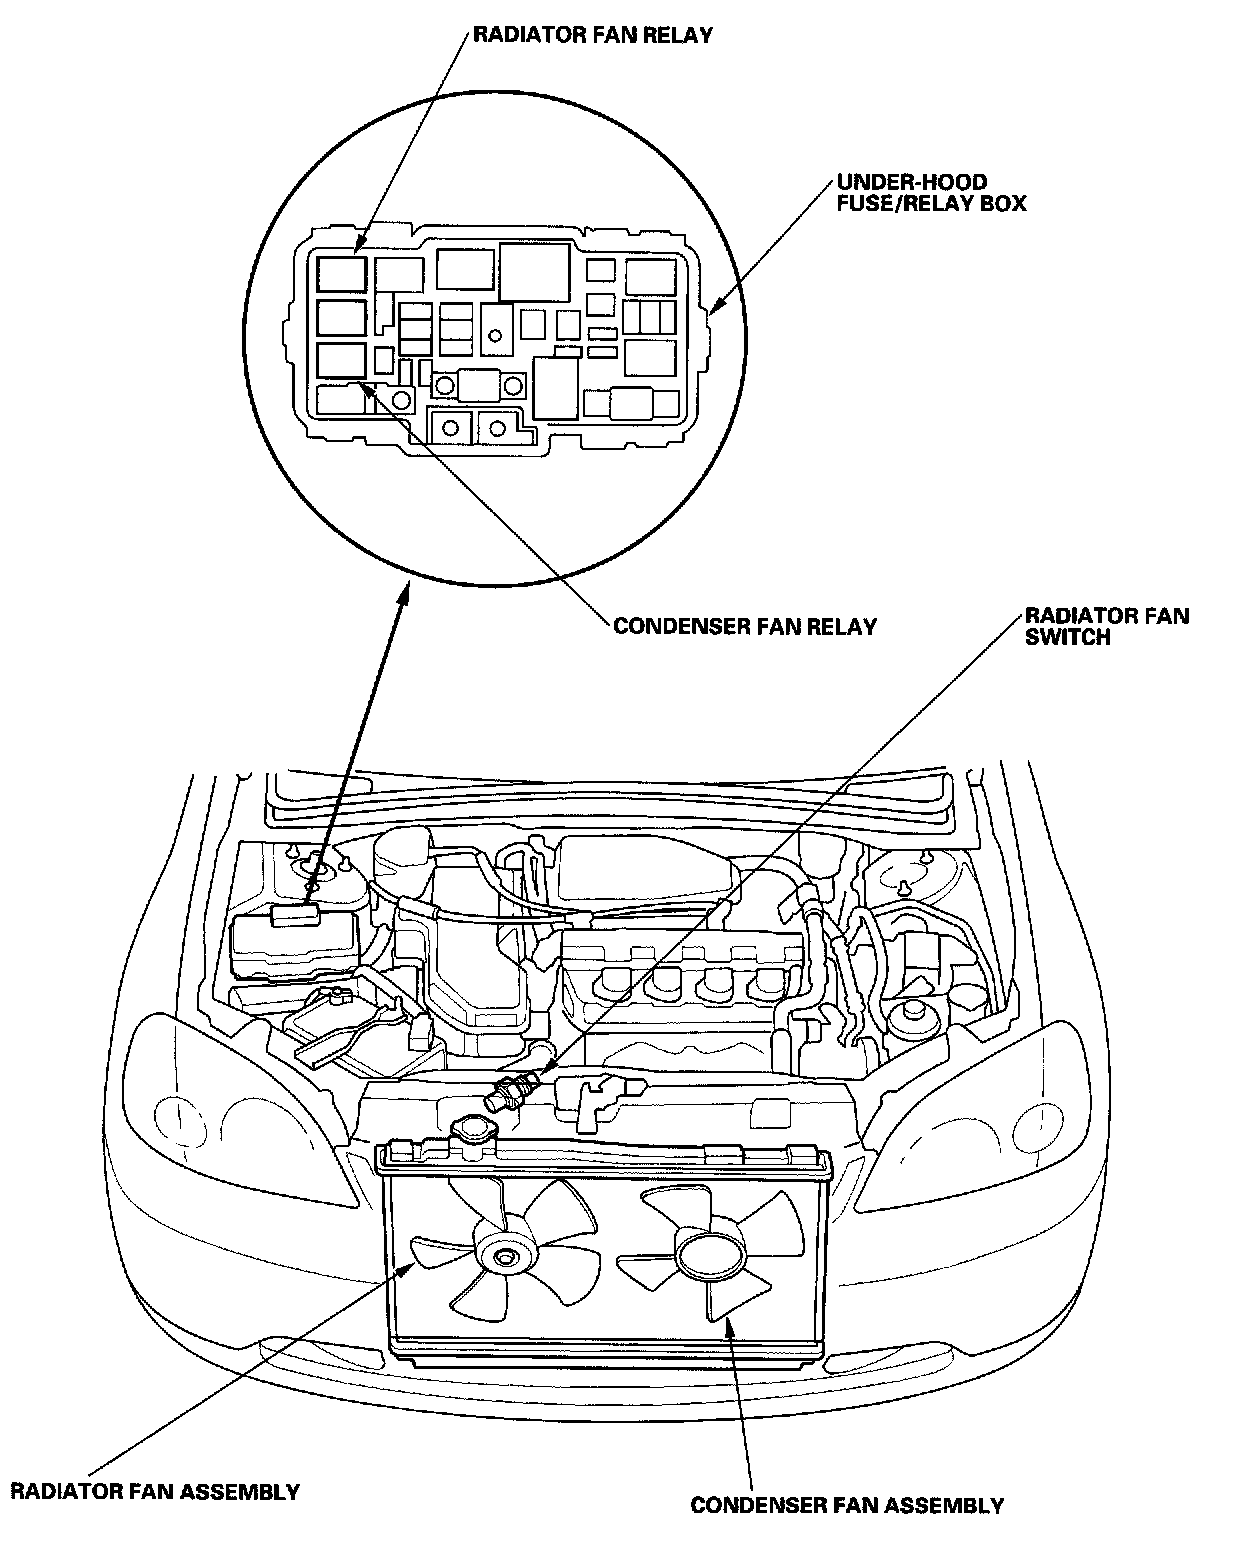 RADIATOR FAN RELAY
UNDER-HOOD
FUSE/RELAY BOX
CONDENSER FAN RELAY
RADIATOR FAN
SWITCH
RADIATOR FAN ASSEMBLY
CONDENSER FAN ASSEMBLY